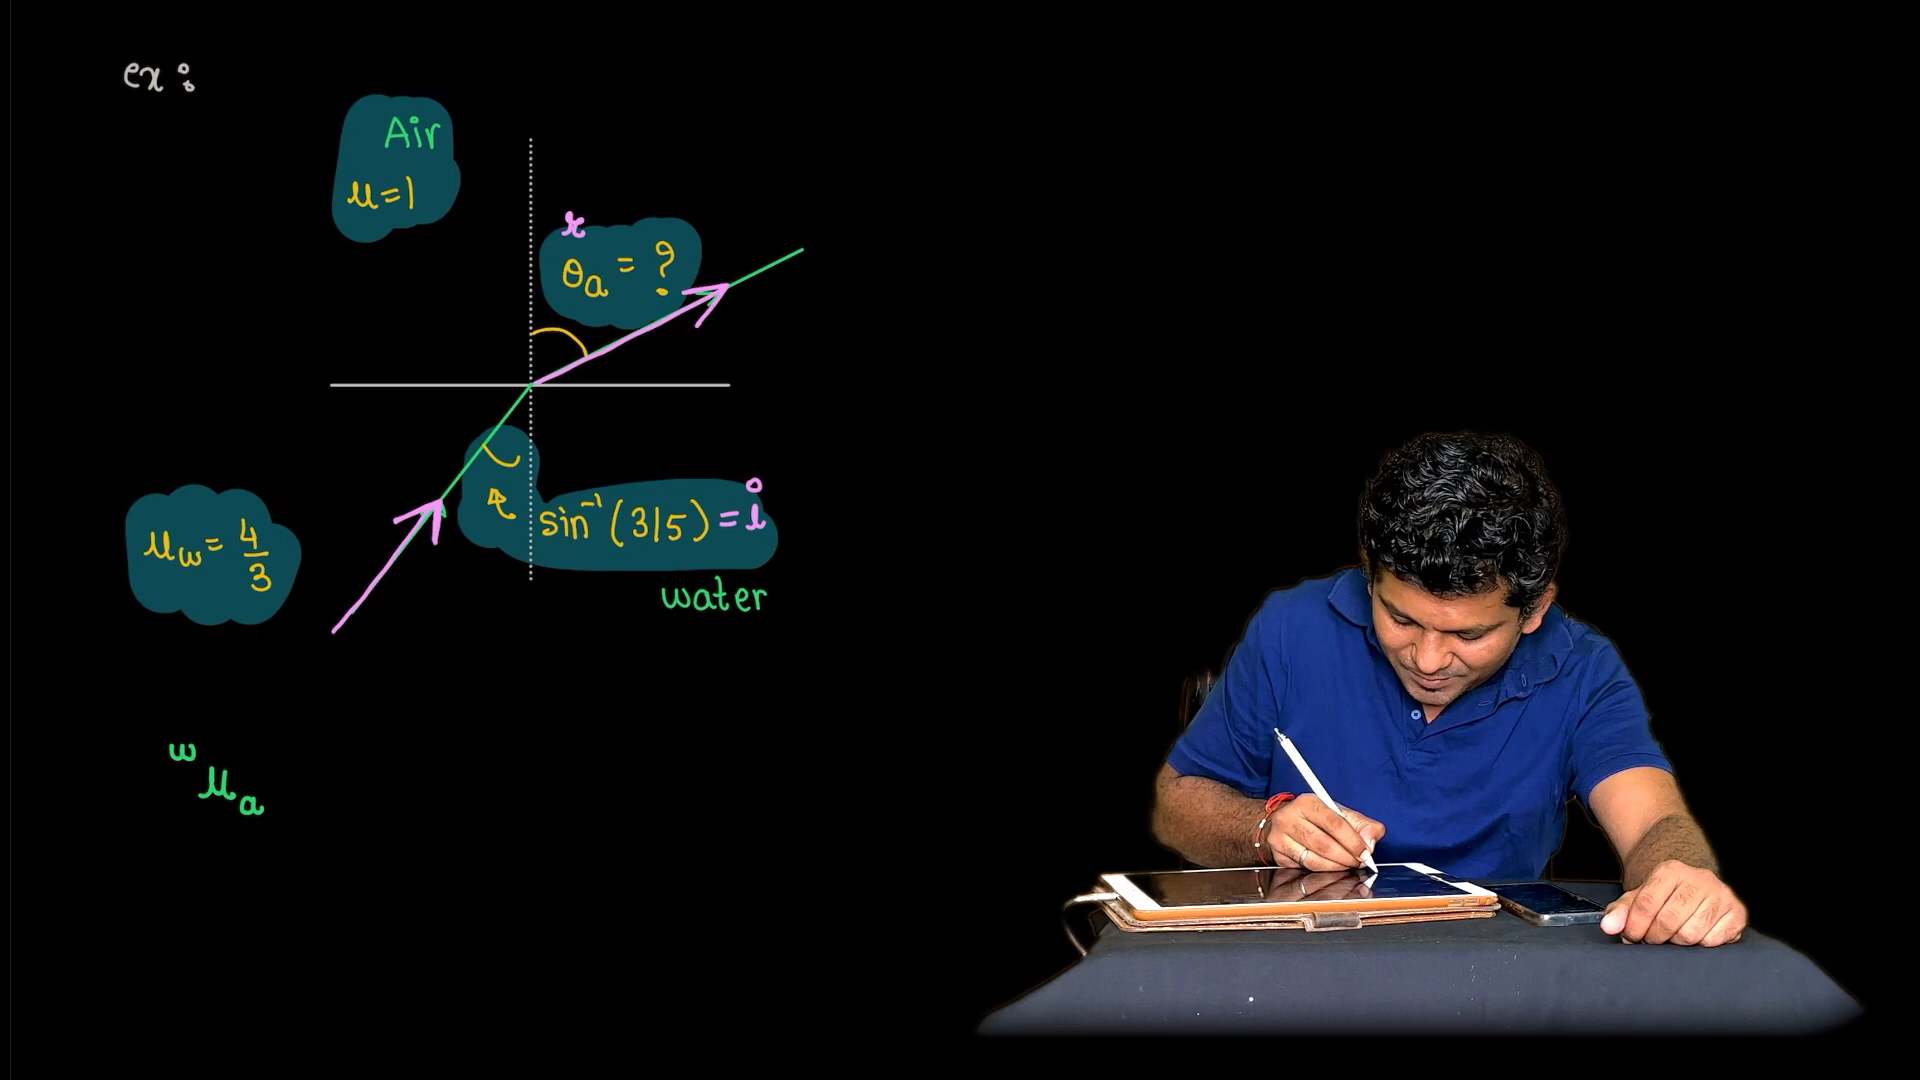 ex :
Air
μ=1
r
θa = ?
sin⁻¹(3/5) = i
μw = 4/3
water
wμa